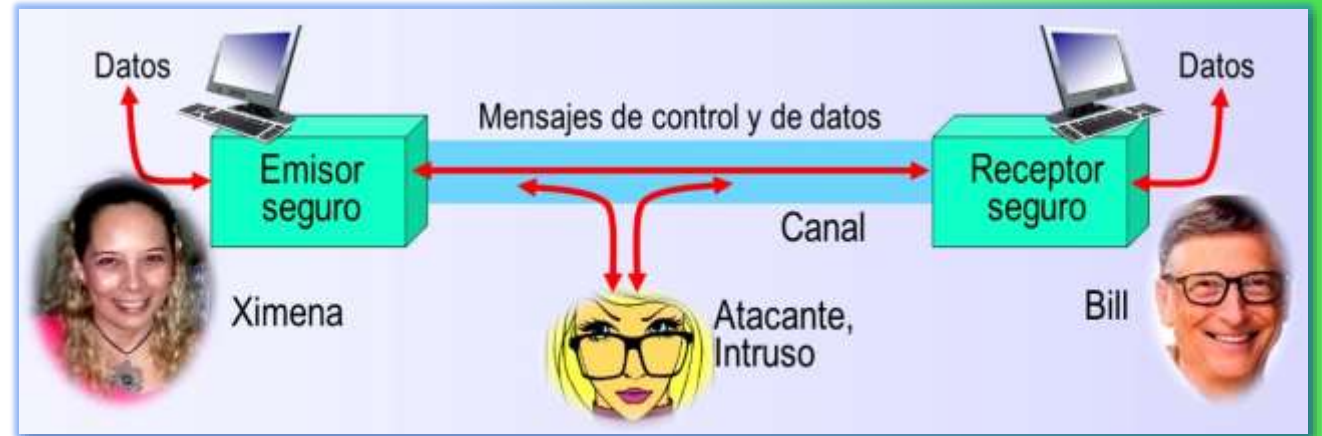 Datos
Datos
Mensajes de control y de datos
Emisor
seguro
Receptor
seguro
Canal
Ximena
Atacante,
Intruso
Bill